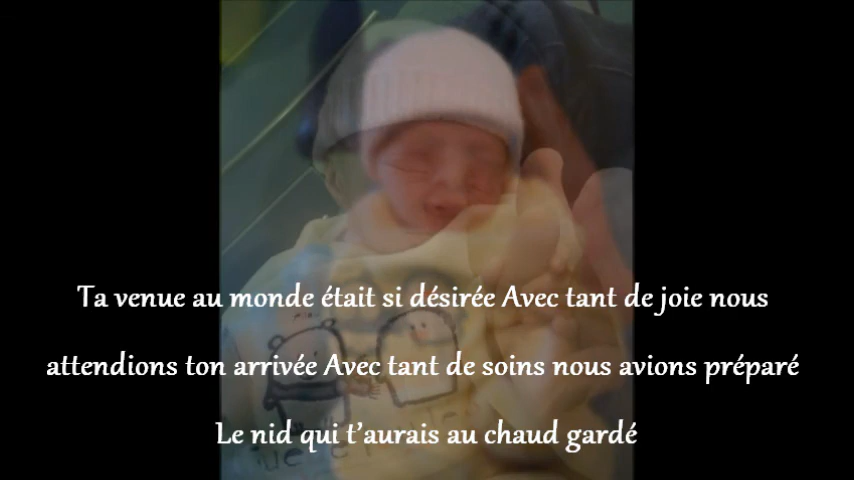 Ta venue au monde était si désirée Avec tant de joie nous
attendions ton arrivée Avec tant de soins nous avions préparé
Le nid qui t'aurais au chaud gardé